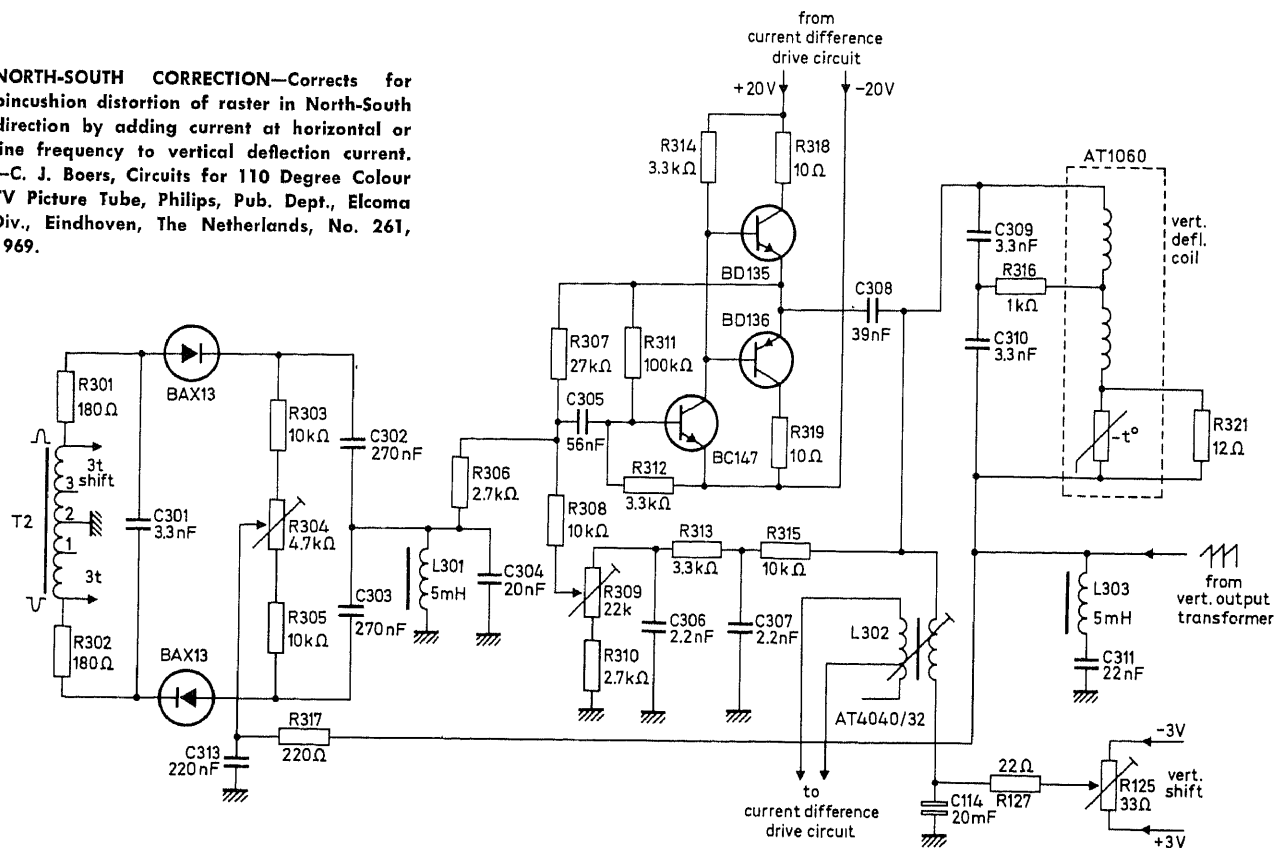 from
current difference
drive circuit
+20V
-20V
NORTH-SOUTH CORRECTION—Corrects for
pincushion distortion of raster in North-South
direction by adding current at horizontal or
line frequency to vertical deflection current.
—C. J. Boers, Circuits for 110 Degree Colour
TV Picture Tube, Philips, Pub. Dept., Elcoma
Div., Eindhoven, The Netherlands, No. 261,
1969.
R314
3.3kΩ
R318
10Ω
AT1060
BD135
C309
3.3nF
vert.
defl.
coil
R316
1kΩ
C308
39nF
BD136
C310
3.3nF
R307
27kΩ
R311
100kΩ
C305
56nF
BC147
R319
10Ω
-t°
R321
12Ω
R312
3.3kΩ
R301
180Ω
BAX13
R303
10kΩ
C302
270nF
3t
shift
3
2
1
T2
3t
C301
3.3nF
R304
4.7kΩ
R306
2.7kΩ
R308
10kΩ
R302
180Ω
BAX13
R305
10kΩ
C303
270nF
L301
5mH
C304
20nF
R309
22k
R310
2.7kΩ
R313
3.3kΩ
R315
10kΩ
C306
2.2nF
C307
2.2nF
L302
AT4040/32
L303
5mH
from
vert. output
transformer
C311
22nF
R317
220Ω
C313
220nF
to
current difference
drive circuit
C114
20mF
22Ω
R127
-3V
R125
33Ω
vert.
shift
+3V